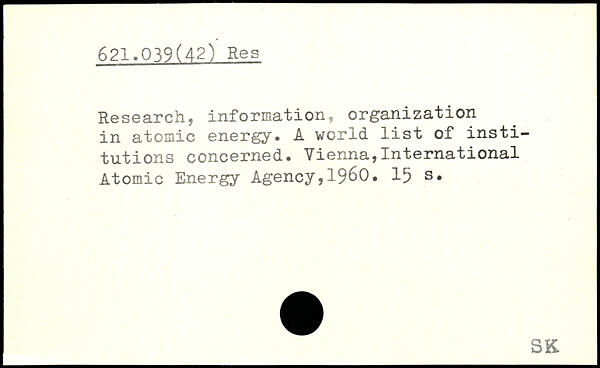 621.039(42) Res
Research, information, organization
in atomic energy. A world list of insti-
tutions concerned. Vienna,International
Atomic Energy Agency,1960. 15 s.
SK